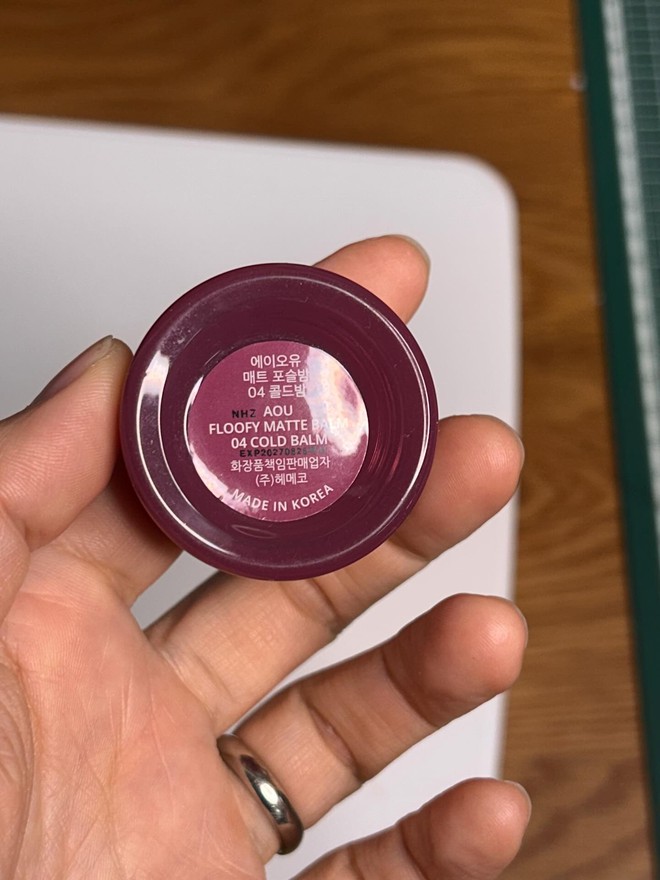 에이오유
매트 포슬밤
04 콜드밤
NHZ AOU
FLOOFY MATTE BALM
04 COLD BALM
화장품책임판매업자
(주)헤메코
MADE IN KOREA